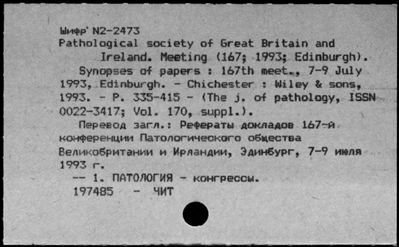 Шифр N2-2473
Pathological society of Great Britain and
Ireland. Meeting (167; 1993; Edinburgh).
Synopses of papers : 167th meet., 7-9 July
1993, Edinburgh. - Chichester : Wiley & sons,
1993. - P. 335-415 - (The j. of pathology, ISSN
0022-3417; Vol. 170, suppl.).
Перевод загл.: Рефераты докладов 167-й
конференции Патологического общества
Великобритании и Ирландии, Эдинбург, 7-9 июля
1993 г.
-- 1. ПАТОЛОГИЯ - конгрессы.
197485 - ЧИТ